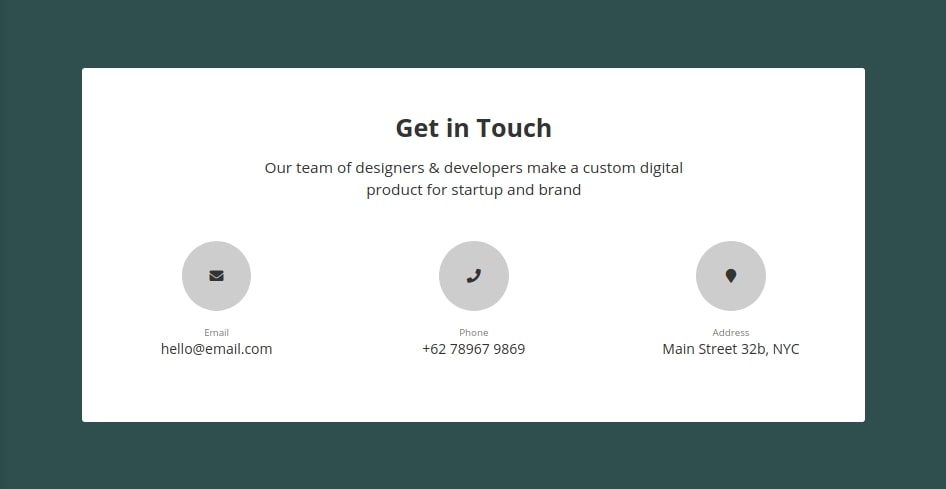 Get in Touch
Our team of designers & developers make a custom digital
product for startup and brand
Email
hello@email.com
Phone
+62 78967 9869
Address
Main Street 32b, NYC